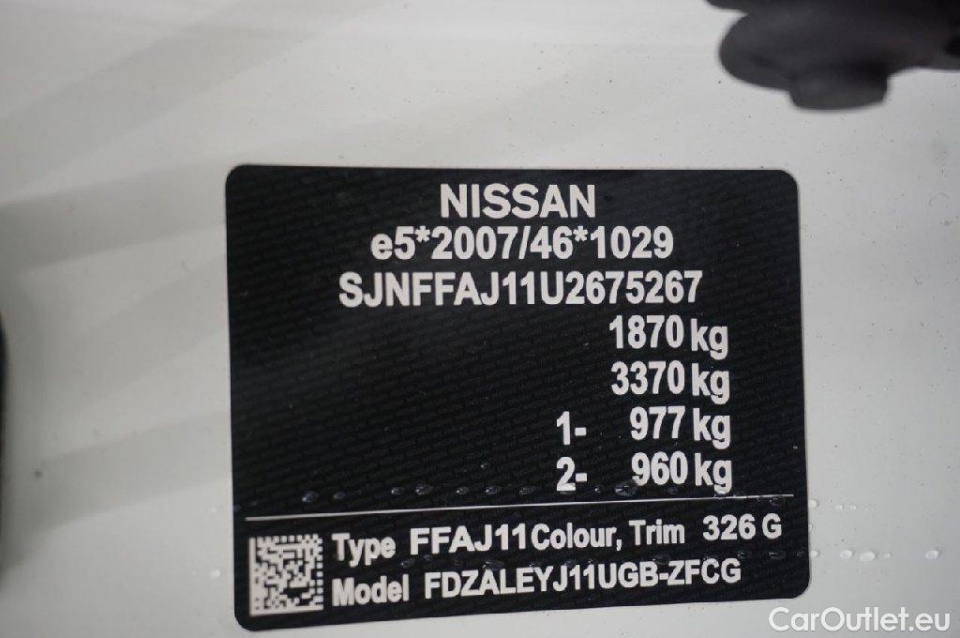 NISSAN
e5*2007/46*1029
SJNFFAJ11U2675267
1870 kg
3370 kg
1- 977 kg
2- 960 kg
Type FFAJ11 Colour, Trim 326 G
Model FDZALEYJ11UGB-ZFCG
CarOutlet.eu